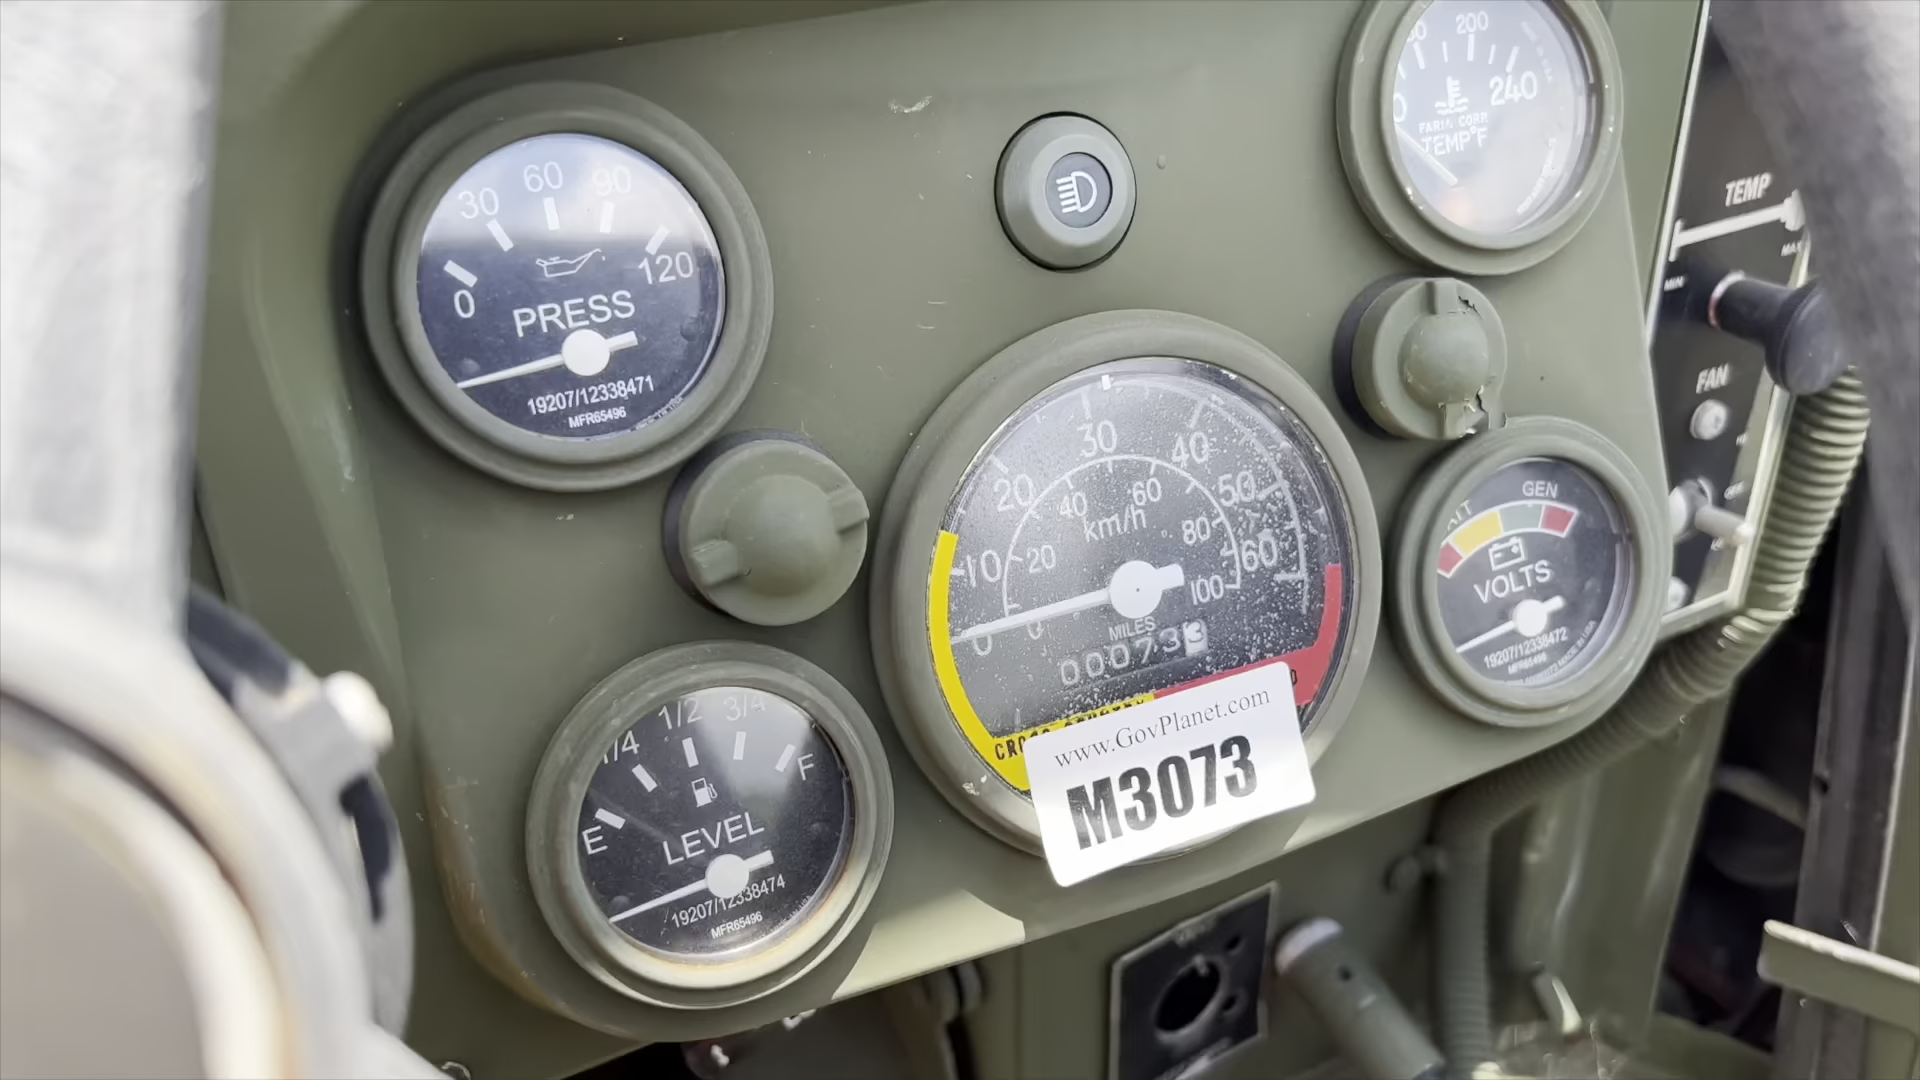 30 60 90
0 120
PRESS
19207/12338471
MFR65496
200
240
TEMP°F
TEMP
MIN
FAN
10 20 30 40 50 60
20 40 60 80 100
km/h
0
MILES
000733
GEN
VOLTS
19207/12338472
MFR65496
1/4 1/2 3/4
E F
LEVEL
19207/12338474
MFR65496
www.GovPlanet.com
M3073